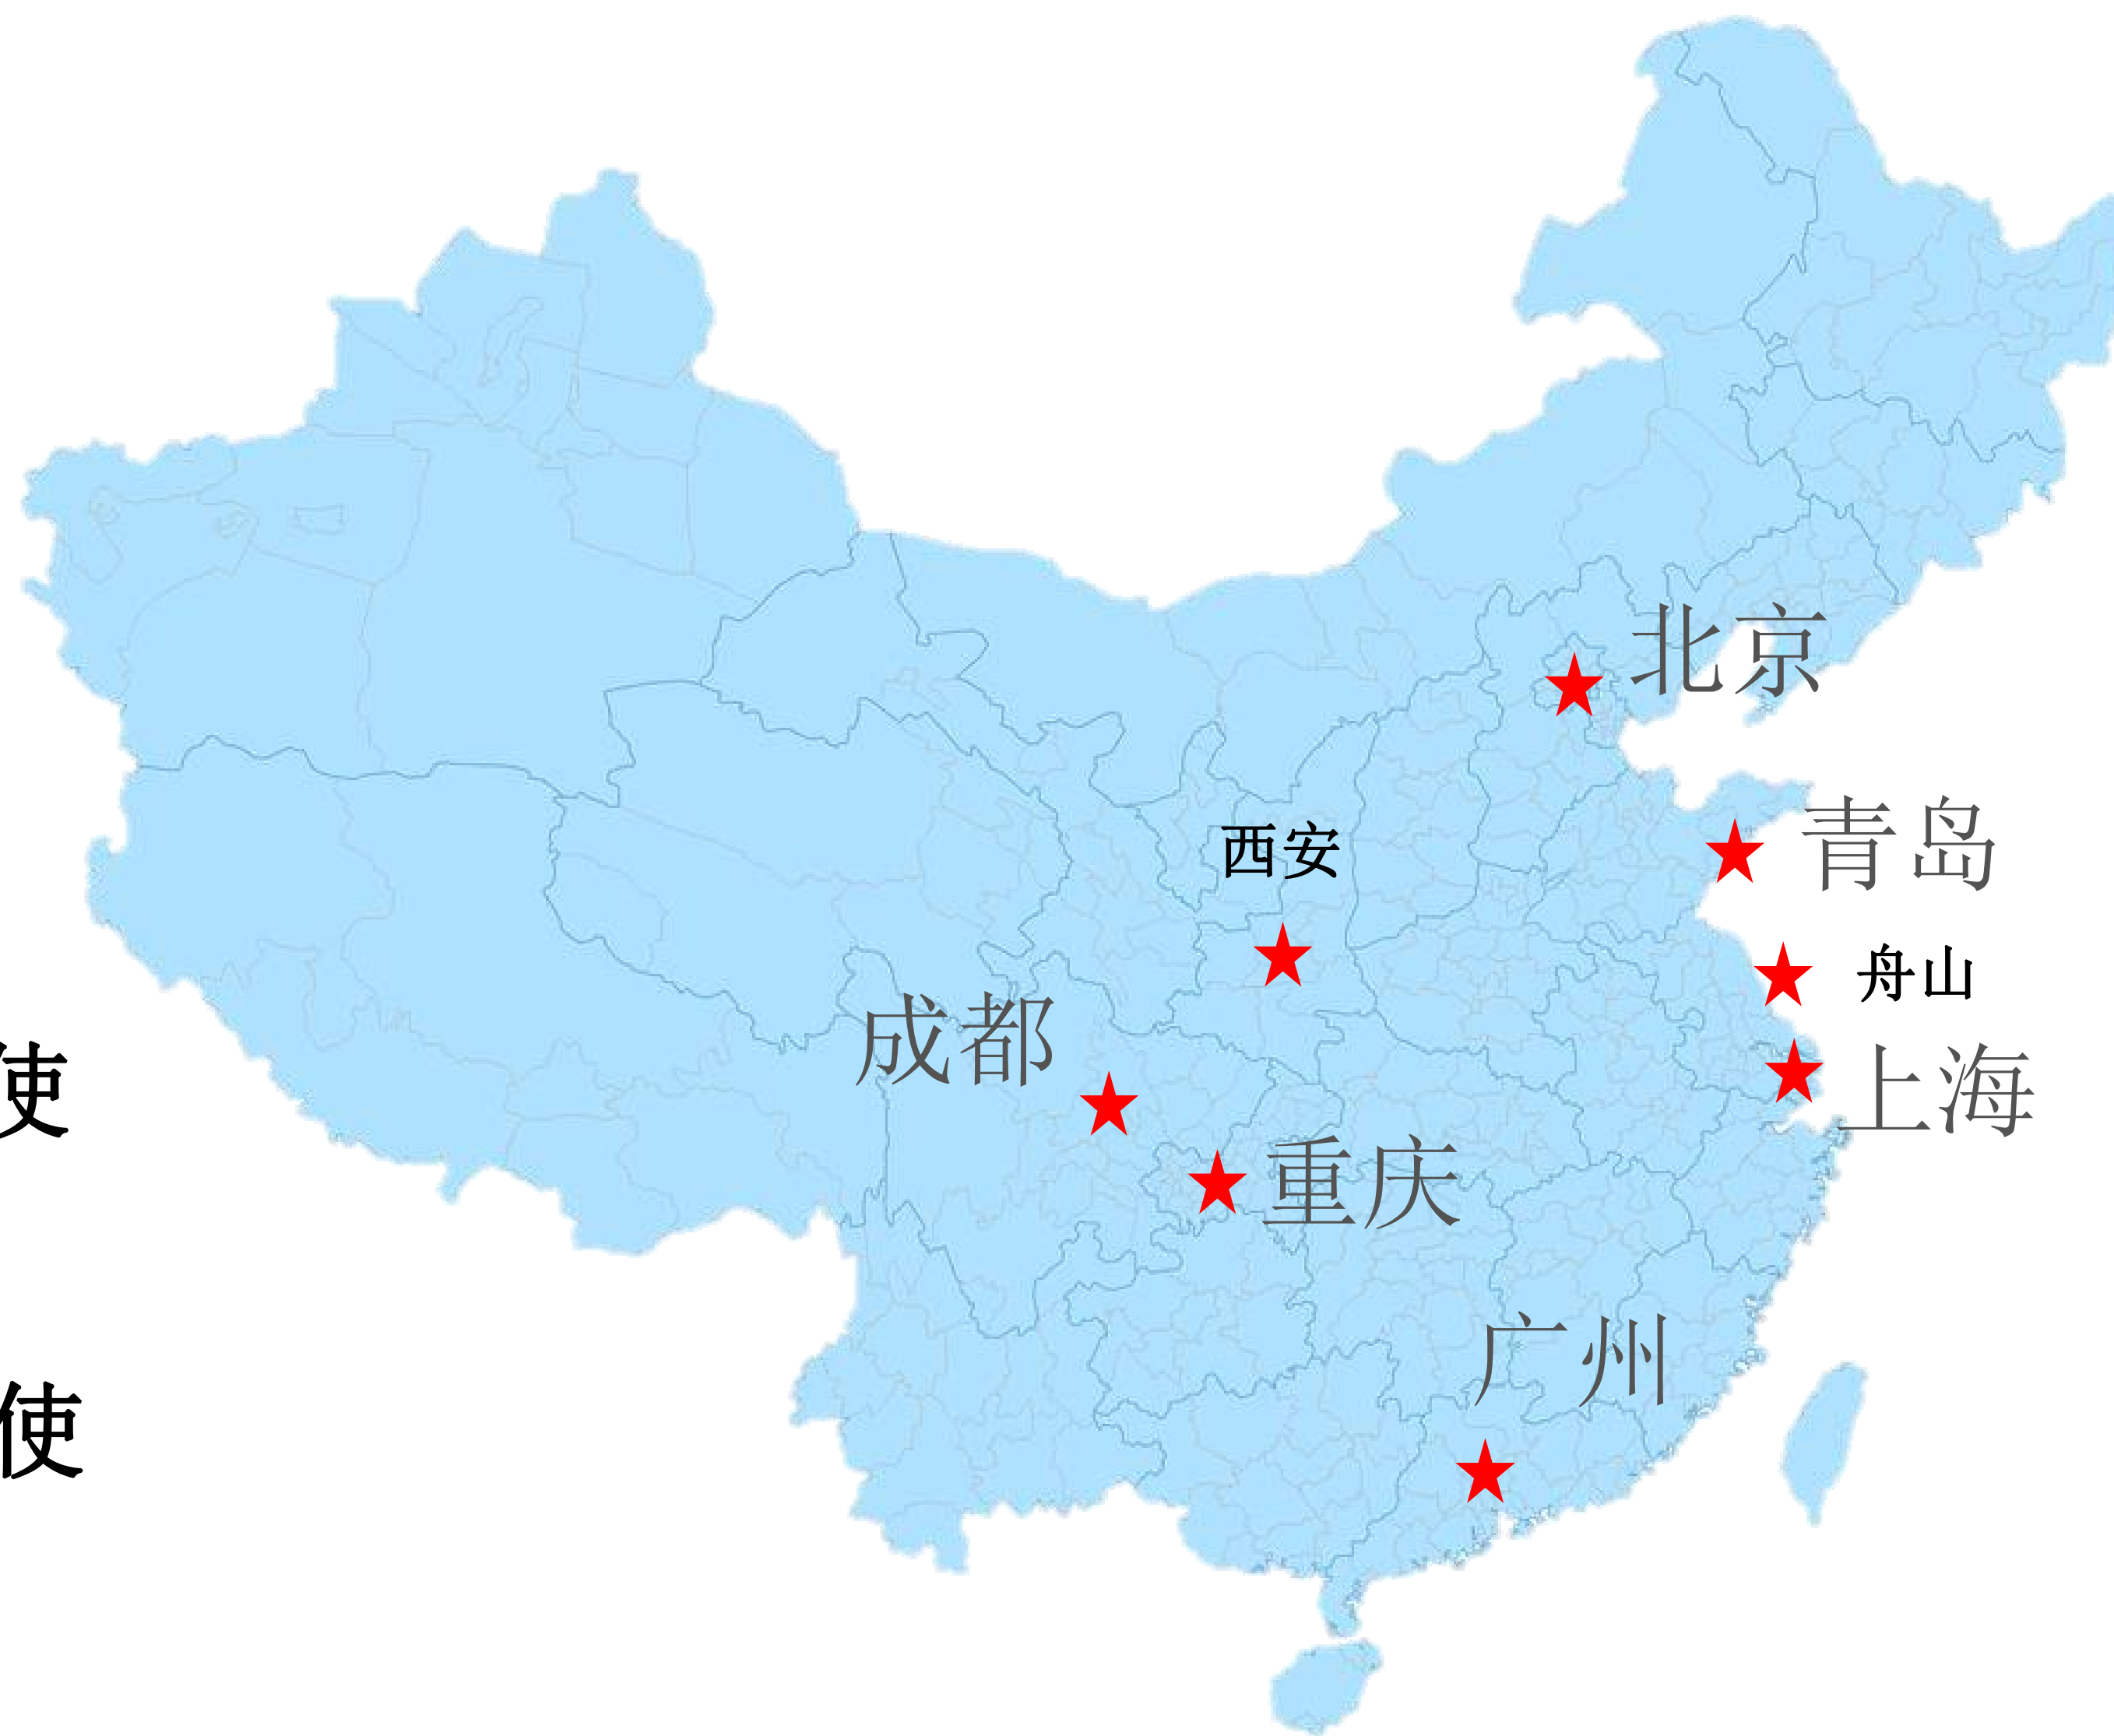 北京
青岛
西安
舟山
成都
使
上海
重庆
广州
使